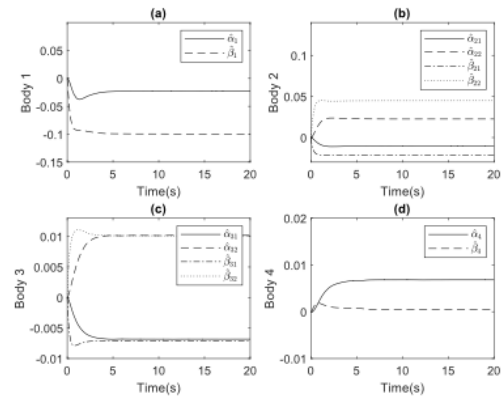 (a)
0.05
0
-0.05
-0.1
-0.15
Body 1
0 5 10 15 20
Time(s)
α̂₁
β̂₁
(b)
0.1
0.05
0
-0.05
Body 2
0 5 10 15 20
Time(s)
α̂₂₁
α̂₂₂
β̂₂₁
β̂₂₂
(c)
0.01
0.005
0
-0.005
-0.01
Body 3
0 5 10 15 20
Time(s)
α̂₃₁
α̂₃₂
β̂₃₁
β̂₃₂
(d)
0.02
0.01
0
-0.01
Body 4
0 5 10 15 20
Time(s)
α̂₄
β̂₄